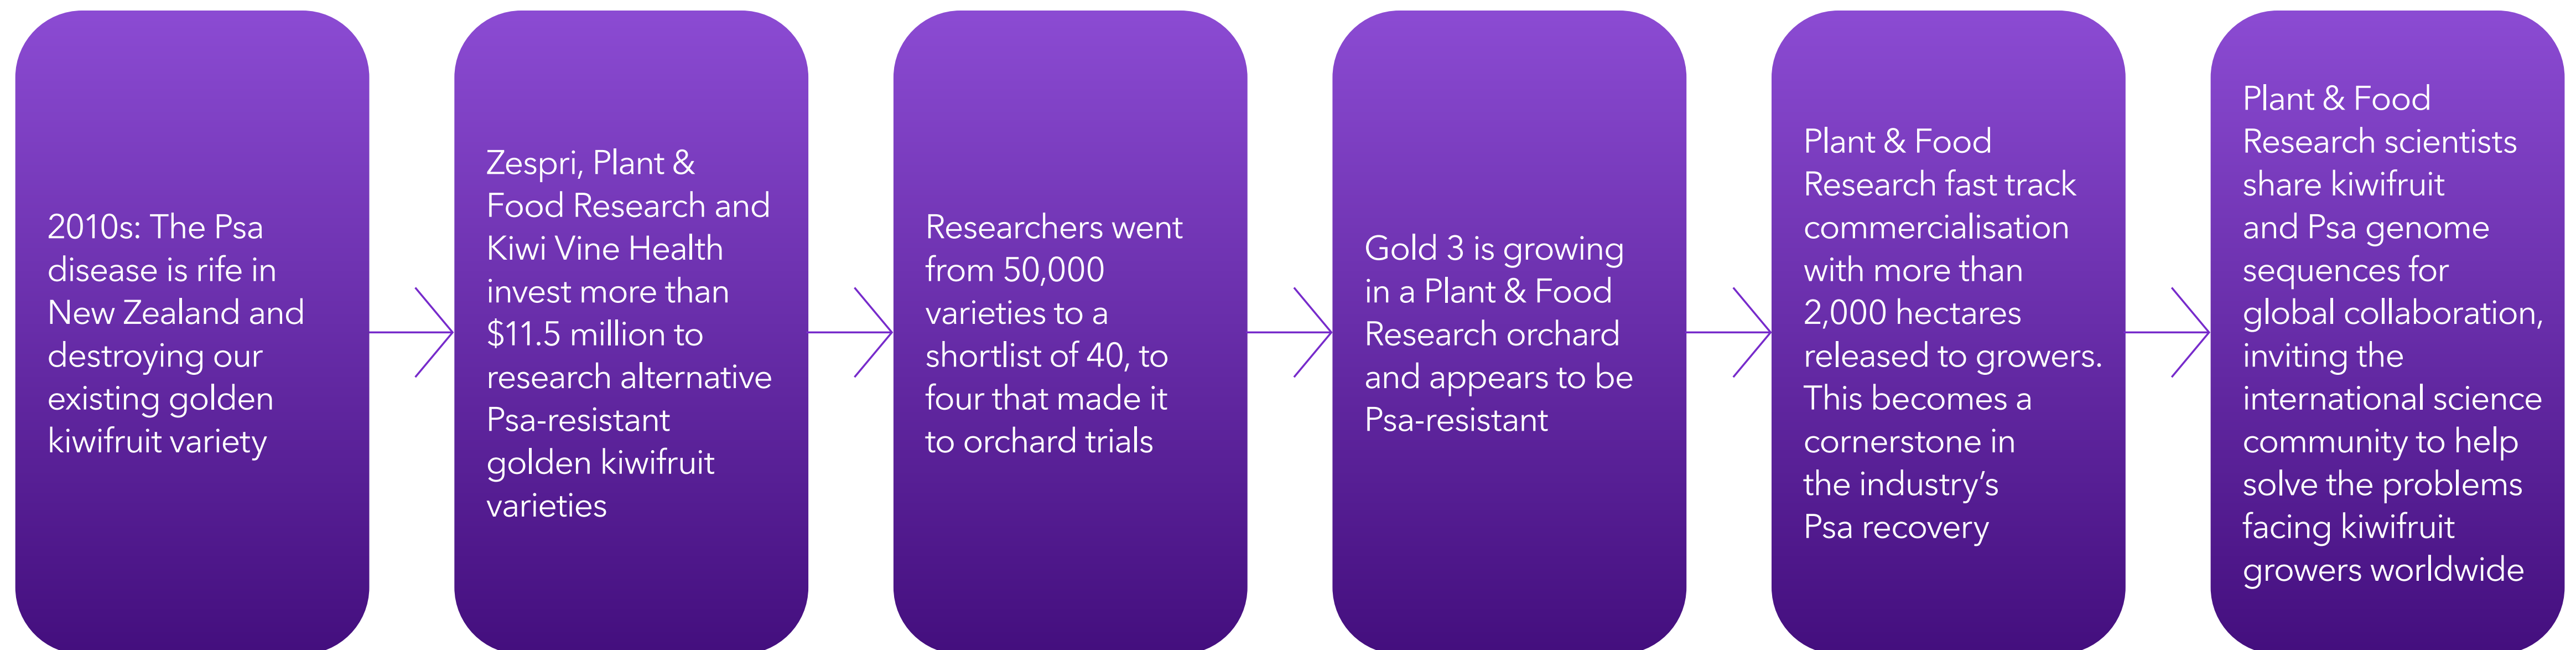 2010s: The Psa
disease is rife in
New Zealand and
destroying our
existing golden
kiwifruit variety
Zespri, Plant &
Food Research and
Kiwi Vine Health
invest more than
$11.5 million to
research alternative
Psa-resistant
golden kiwifruit
varieties
Researchers went
from 50,000
varieties to a
shortlist of 40, to
four that made it
to orchard trials
Gold 3 is growing
in a Plant & Food
Research orchard
and appears to be
Psa-resistant
Plant & Food
Research fast track
commercialisation
with more than
2,000 hectares
released to growers.
This becomes a
cornerstone in
the industry’s
Psa recovery
Plant & Food
Research scientists
share kiwifruit
and Psa genome
sequences for
global collaboration,
inviting the
international science
community to help
solve the problems
facing kiwifruit
growers worldwide